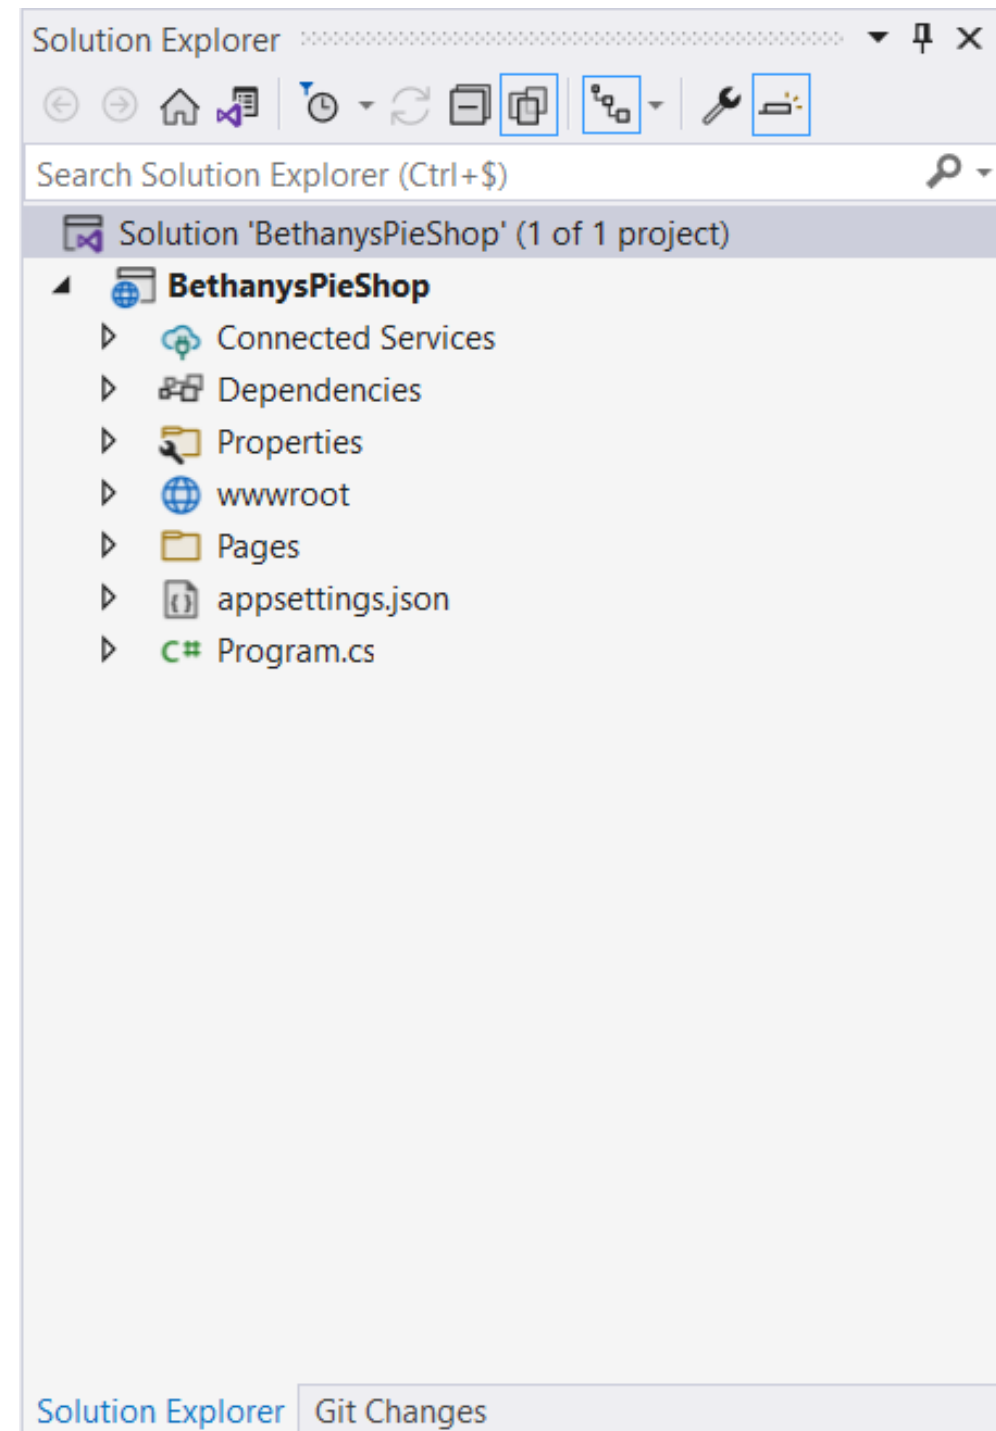 Solution Explorer
Search Solution Explorer (Ctrl+$)
Solution 'BethanysPieShop' (1 of 1 project)
BethanysPieShop
Connected Services
Dependencies
Properties
wwwroot
Pages
appsettings.json
C# Program.cs
Solution Explorer Git Changes